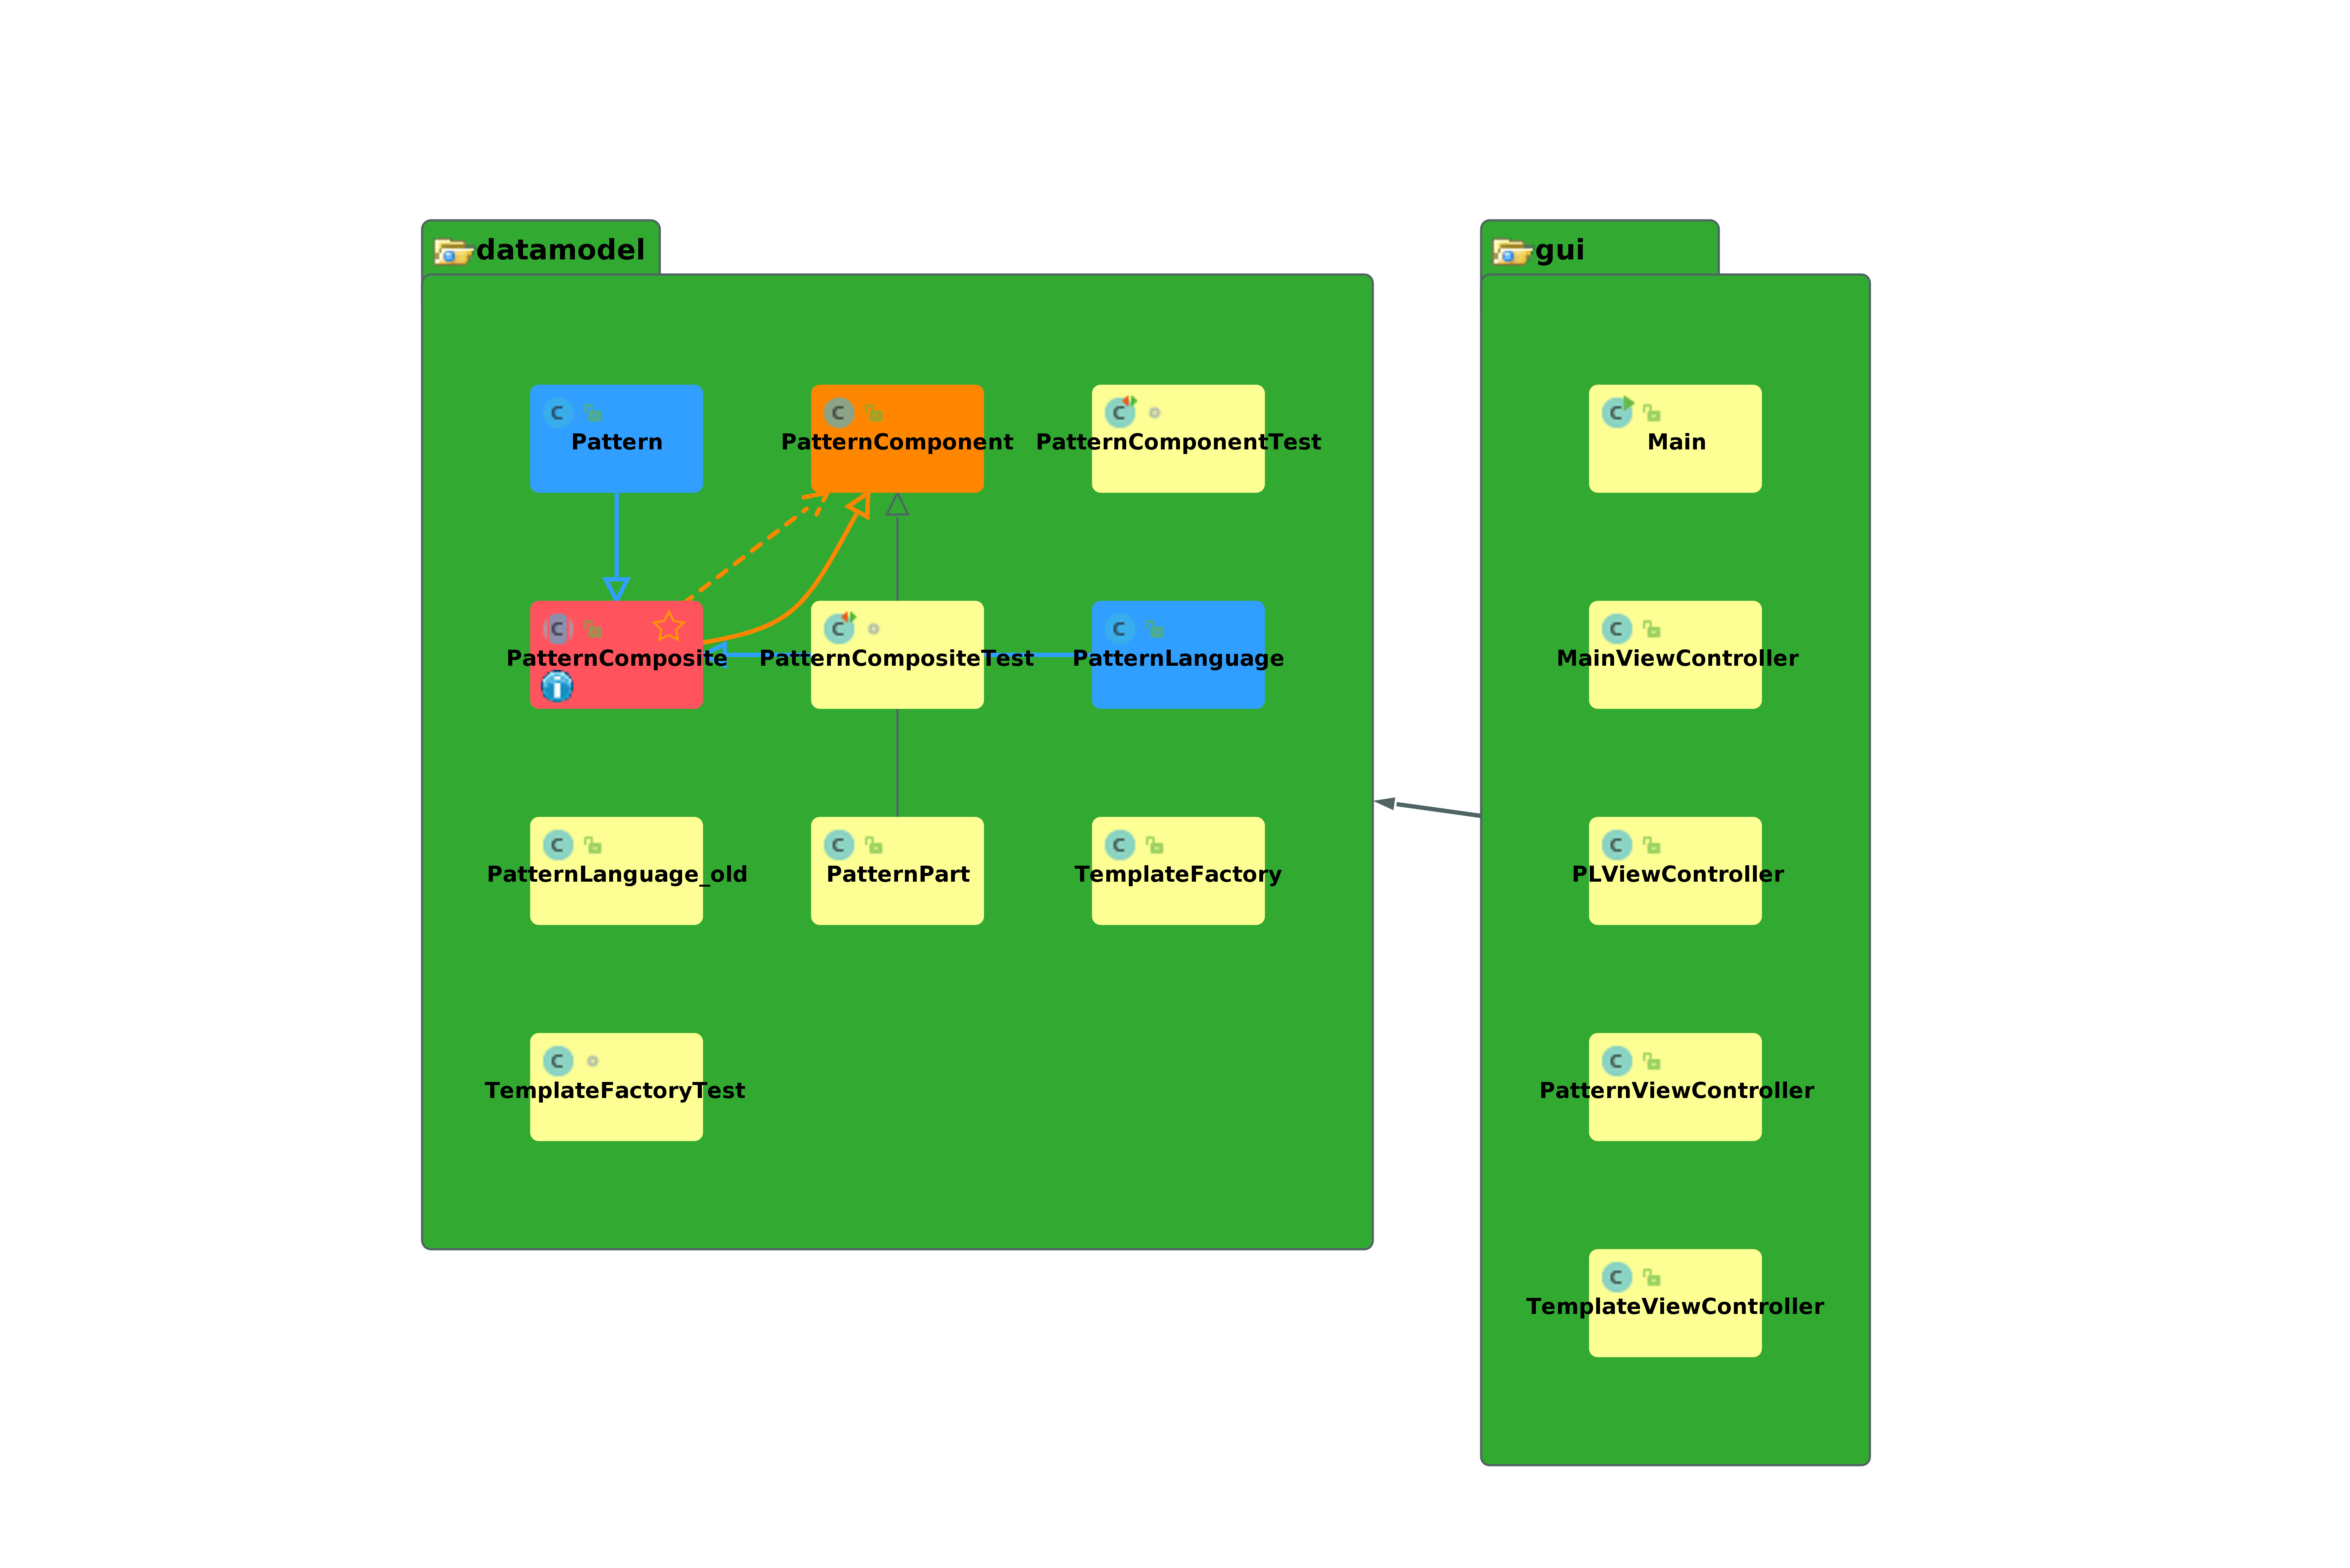 datamodel
Pattern
PatternComponent
PatternComponentTest
PatternComposite
PatternCompositeTest
PatternLanguage
PatternLanguage_old
PatternPart
TemplateFactory
TemplateFactoryTest
gui
Main
MainViewController
PLViewController
PatternViewController
TemplateViewController